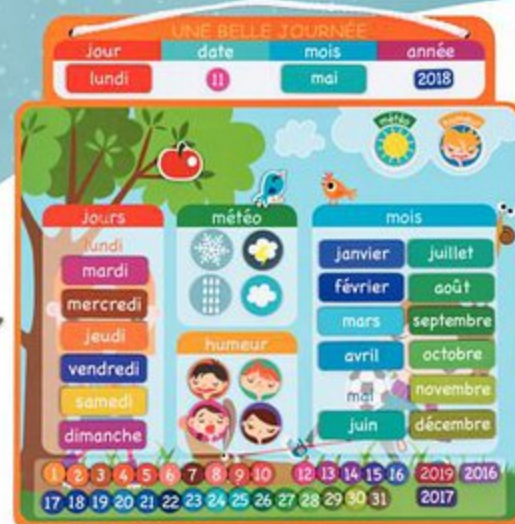 UNE BELLE JOURNÉE
jour date mois année
lundi 11 mai 2018
météo humeur
jours
lundi
mardi
mercredi
jeudi
vendredi
samedi
dimanche
météo
humeur
mois
janvier juillet
février août
mars septembre
avril octobre
mai novembre
juin décembre
1 2 3 4 5 6 7 8 9 10 12 13 14 15 16 2019 2016
17 18 19 20 21 22 23 24 25 26 27 28 29 30 31 2017